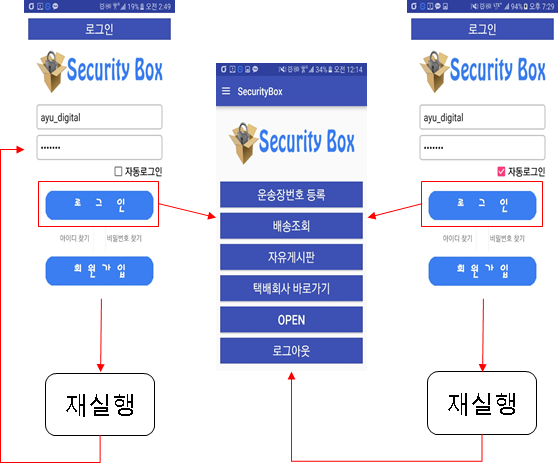 19% 오전 2:49
로그인
Security Box
ayu_digital
•••••••
자동로그인
로 그 인
아이디 찾기
비밀번호 찾기
회 원 가 입
재실행
34% 오전 12:14
SecurityBox
Security Box
운송장번호 등록
배송조회
자유게시판
택배회사 바로가기
OPEN
로그아웃
94% 오후 7:29
로그인
Security Box
ayu_digital
•••••••
자동로그인
로 그 인
아이디 찾기
비밀번호 찾기
회 원 가 입
재실행